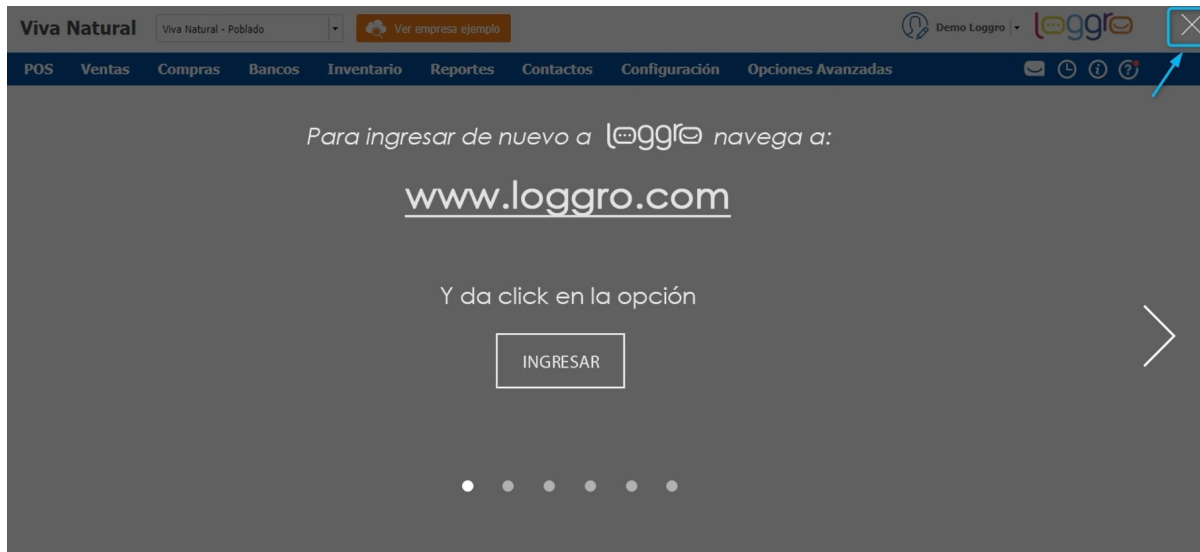 Viva Natural
Viva Natural - Poblado
Ver empresa ejemplo
Demo Loggro
loggro
POS Ventas Compras Bancos Inventario Reportes Contactos Configuración Opciones Avanzadas
Para ingresar de nuevo a loggro navega a:
www.loggro.com
Y da click en la opción
INGRESAR